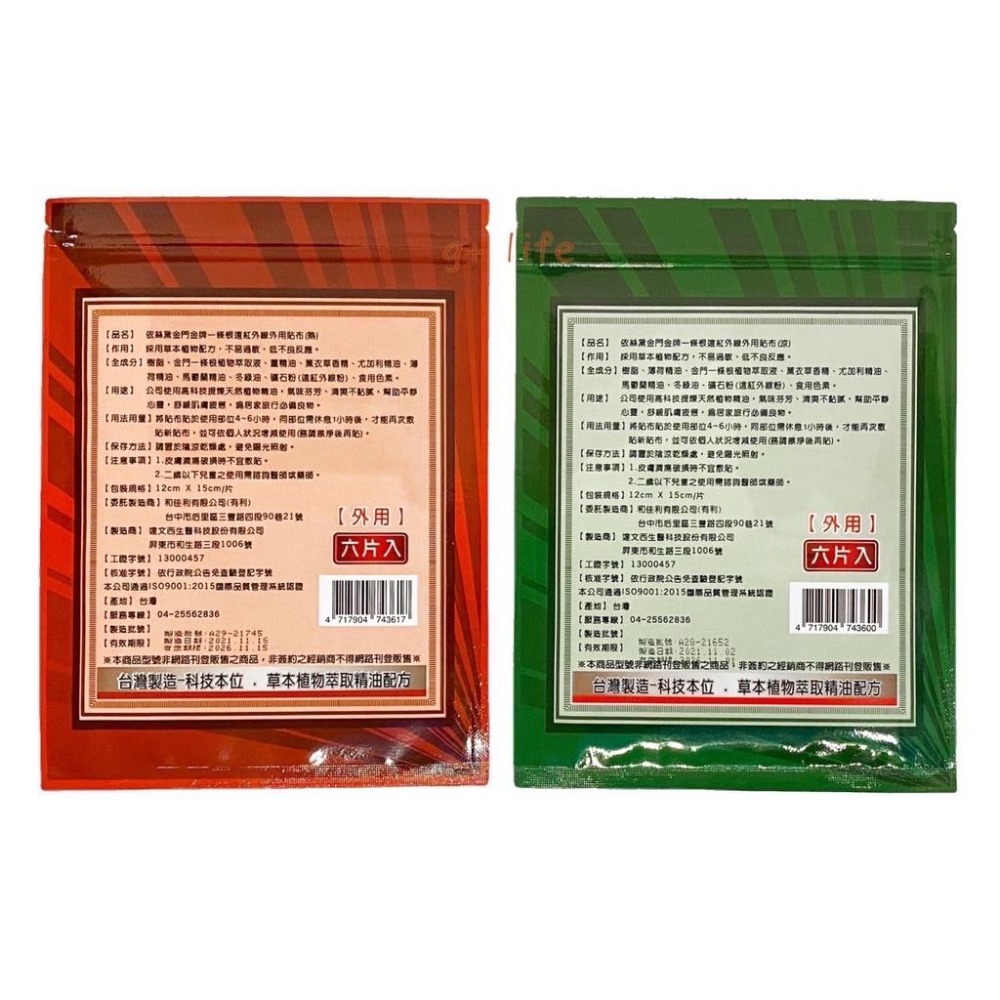 girl life
【品名】 依絲黛金門金牌一條根遠紅外線外用貼布(熱)
【作用】 採用草本植物配方，不易過敏、低不良反應。
【全成分】樹脂、金門一條根植物萃取液、薑精油、薰衣草香精、尤加利精油、薄
荷精油、馬鬱蘭精油、冬綠油、礦石粉(遠紅外線粉)、食用色素。
【用途】 公司使用高科技提煉天然植物精油，氣味芬芳、清爽不黏膩，幫助平靜
心靈，舒緩肌膚疲憊，為居家旅行必備良物。
【用法用量】將貼布貼於使用部位4~6小時，同部位需休息1小時後，才能再次敷
貼新貼布，並可依個人狀況增減使用(務請擦淨後再貼)。
【保存方法】請置於陰涼乾燥處，避免陽光照射。
【注意事項】1.皮膚潰瘍破損時不宜敷貼。
2.二歲以下兒童之使用需諮詢醫師或藥師。
【包裝規格】12cm X 15cm/片
【委託製造商】和佳利有限公司(有利)
台中市后里區三豐路四段90巷21號
【製造商】達文西生醫科技股份有限公司
屏東市和生路三段1006號
【工證字號】13000457
【核准字號】依行政院公告免查驗登記字號
本公司通過ISO9001:2015國際品質管理系統認證
【產地】台灣
【服務專線】04-25562836
【製造批號】 製造批號:A29-21745
製造日期:2021.11.16
【有效期限】 有效期限:2026.11.15
【外用】
六片入
4 717904 743617
※本商品型號非網路刊登販售之商品，非簽約之經銷商不得網路刊登販售※
台灣製造-科技本位．草本植物萃取精油配方
【品名】 依絲黛金門金牌一條根遠紅外線外用貼布(涼)
【作用】 採用草本植物配方，不易過敏、低不良反應。
【全成分】樹脂、薄荷精油、金門一條根植物萃取液、薰衣草香精、尤加利精油、
馬鬱蘭精油、冬綠油、礦石粉(遠紅外線粉)、食用色素。
【用途】 公司使用高科技提煉天然植物精油，氣味芬芳、清爽不黏膩，幫助平靜
心靈，舒緩肌膚疲憊，為居家旅行必備良物。
【用法用量】將貼布貼於使用部位4~6小時，同部位需休息1小時後，才能再次敷
貼新貼布，並可依個人狀況增減使用(務請擦淨後再貼)。
【保存方法】請置於陰涼乾燥處，避免陽光照射。
【注意事項】1.皮膚潰瘍破損時不宜敷貼。
2.二歲以下兒童之使用需諮詢醫師或藥師。
【包裝規格】12cm X 15cm/片
【委託製造商】和佳利有限公司(有利)
台中市后里區三豐路四段90巷21號
【製造商】達文西生醫科技股份有限公司
屏東市和生路三段1006號
【工證字號】13000457
【核准字號】依行政院公告免查驗登記字號
本公司通過ISO9001:2015國際品質管理系統認證
【產地】台灣
【服務專線】04-25562836
【製造批號】 製造批號:A28-21652
製造日期:2021.11.02
【有效期限】
【外用】
六片入
4 717904 743600
※本商品型號非網路刊登販售之商品，非簽約之經銷商不得網路刊登販售※
台灣製造-科技本位．草本植物萃取精油配方